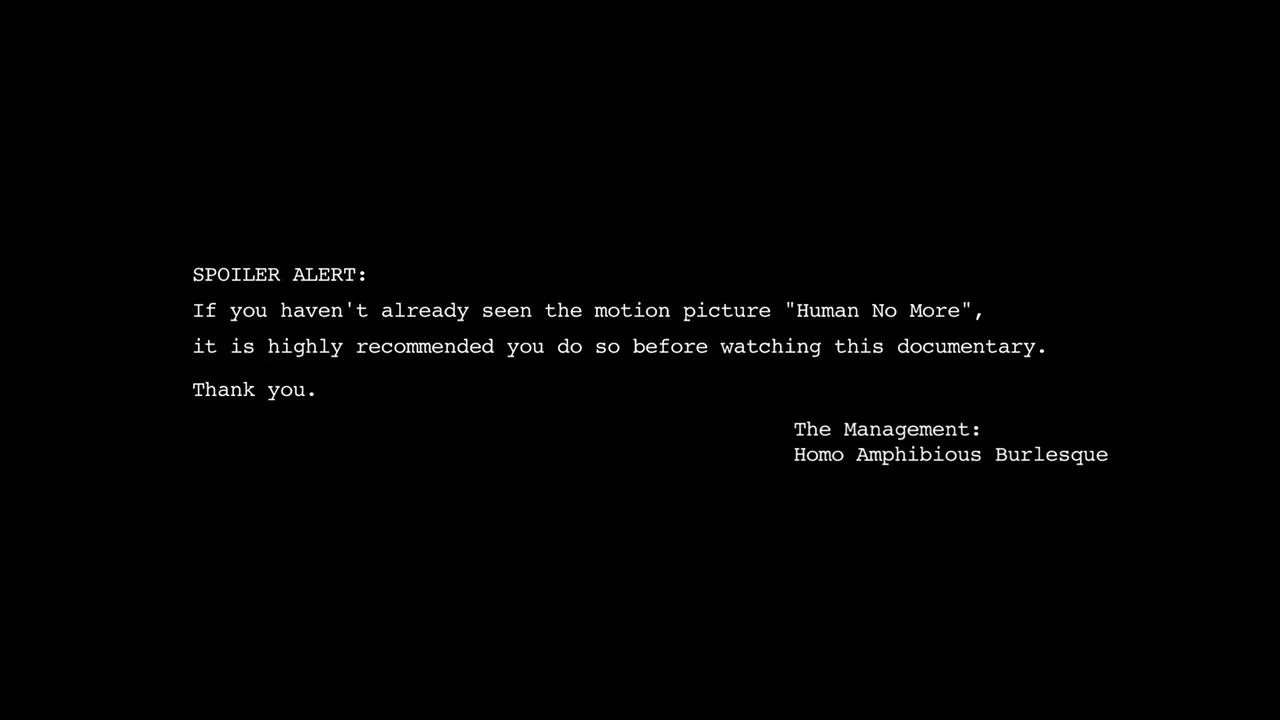 SPOILER ALERT:
If you haven't already seen the motion picture "Human No More",
it is highly recommended you do so before watching this documentary.
Thank you.
The Management:
Homo Amphibious Burlesque